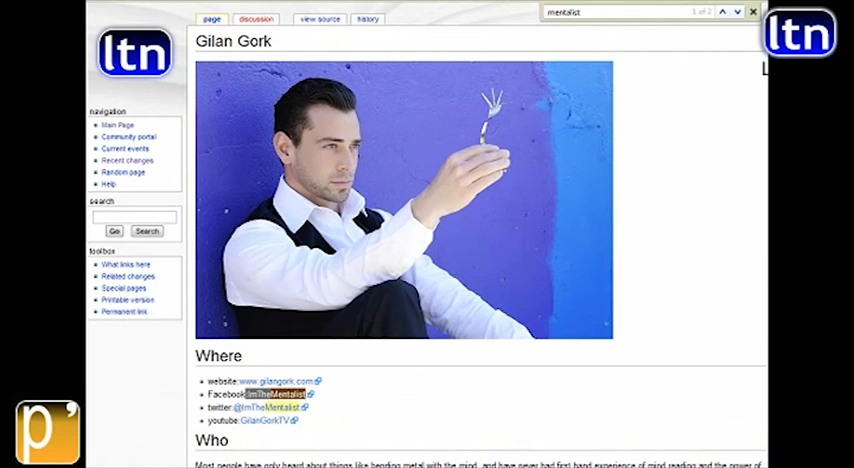 page discussion view source history
mentalist 1 of 2
ltn
ltn
L
Gilan Gork
navigation
Main Page
Community portal
Current events
Recent changes
Random page
Help
search
Go Search
toolbox
What links here
Related changes
Special pages
Printable version
Permanent link
Where
website:www.gilangork.com
Facebook:ImTheMentalist
twitter:@ImTheMentalist
youtube:GilanGorkTV
Who
Most people have only heard about things like bending metal with the mind, and have never had first hand experience of mind reading and the power of
p'